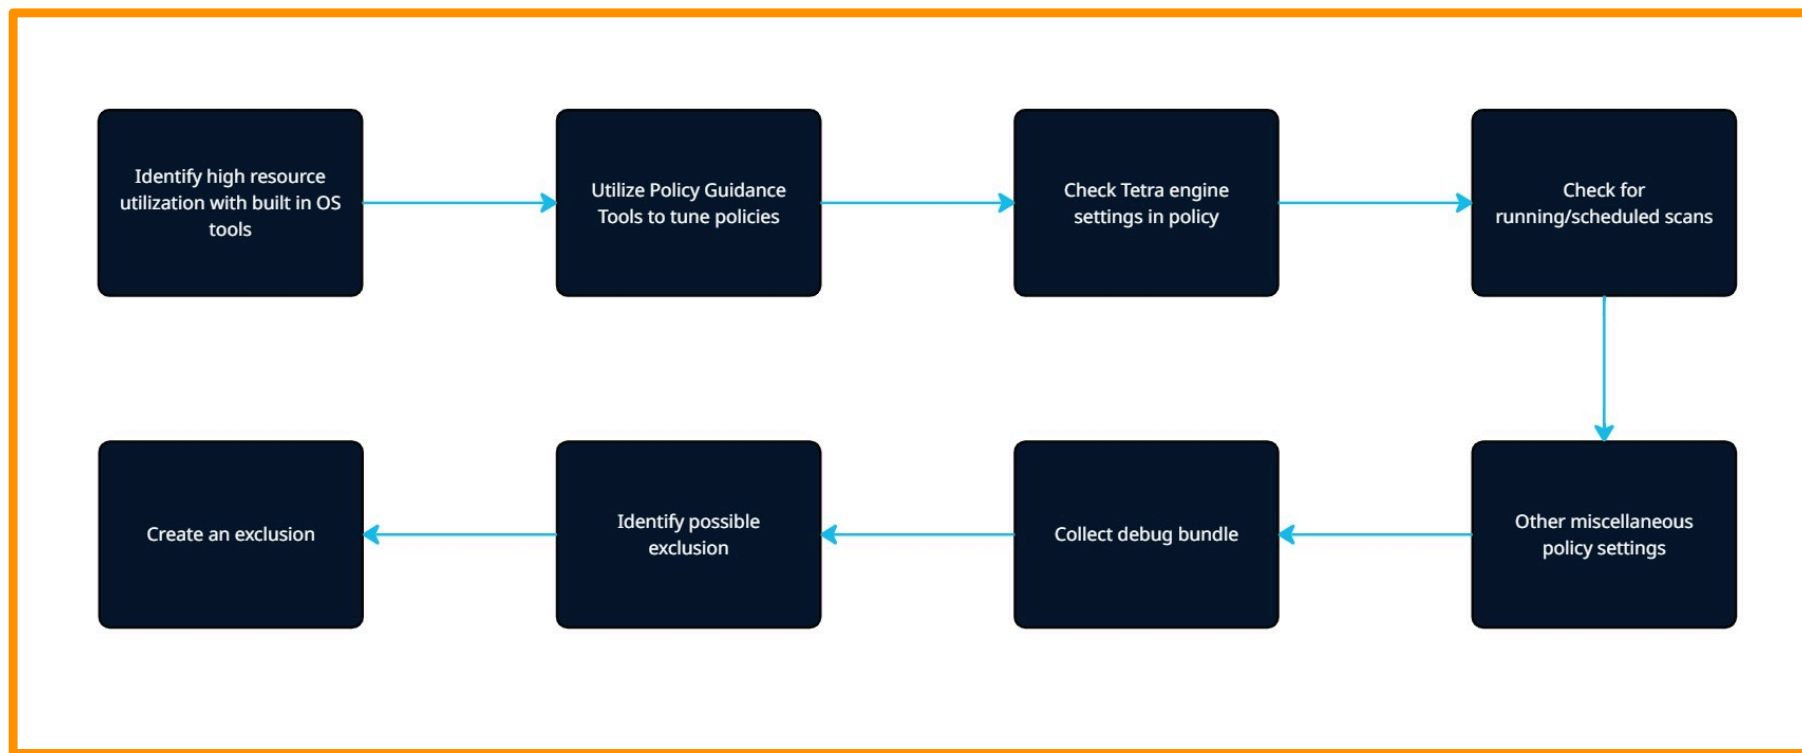 Identify high resource
utilization with built in OS
tools
Utilize Policy Guidance
Tools to tune policies
Check Tetra engine
settings in policy
Check for
running/scheduled scans
Other miscellaneous
policy settings
Collect debug bundle
Identify possible
exclusion
Create an exclusion